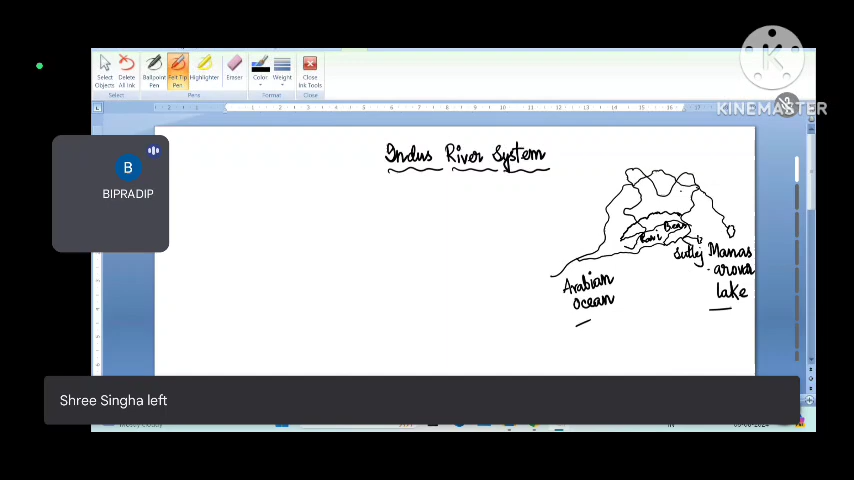 Select Objects
Delete All Ink
Ballpoint Pen
Felt Tip Pen
Highlighter
Eraser
Color
Weight
Close Ink Tools
Select
Pens
Format
Close
KINEMASTER
B
BIPRADIP
Indus River System
Ravi
Beas
Sutlej
Manas
arovar
lake
Arabian
ocean
Shree Singha left